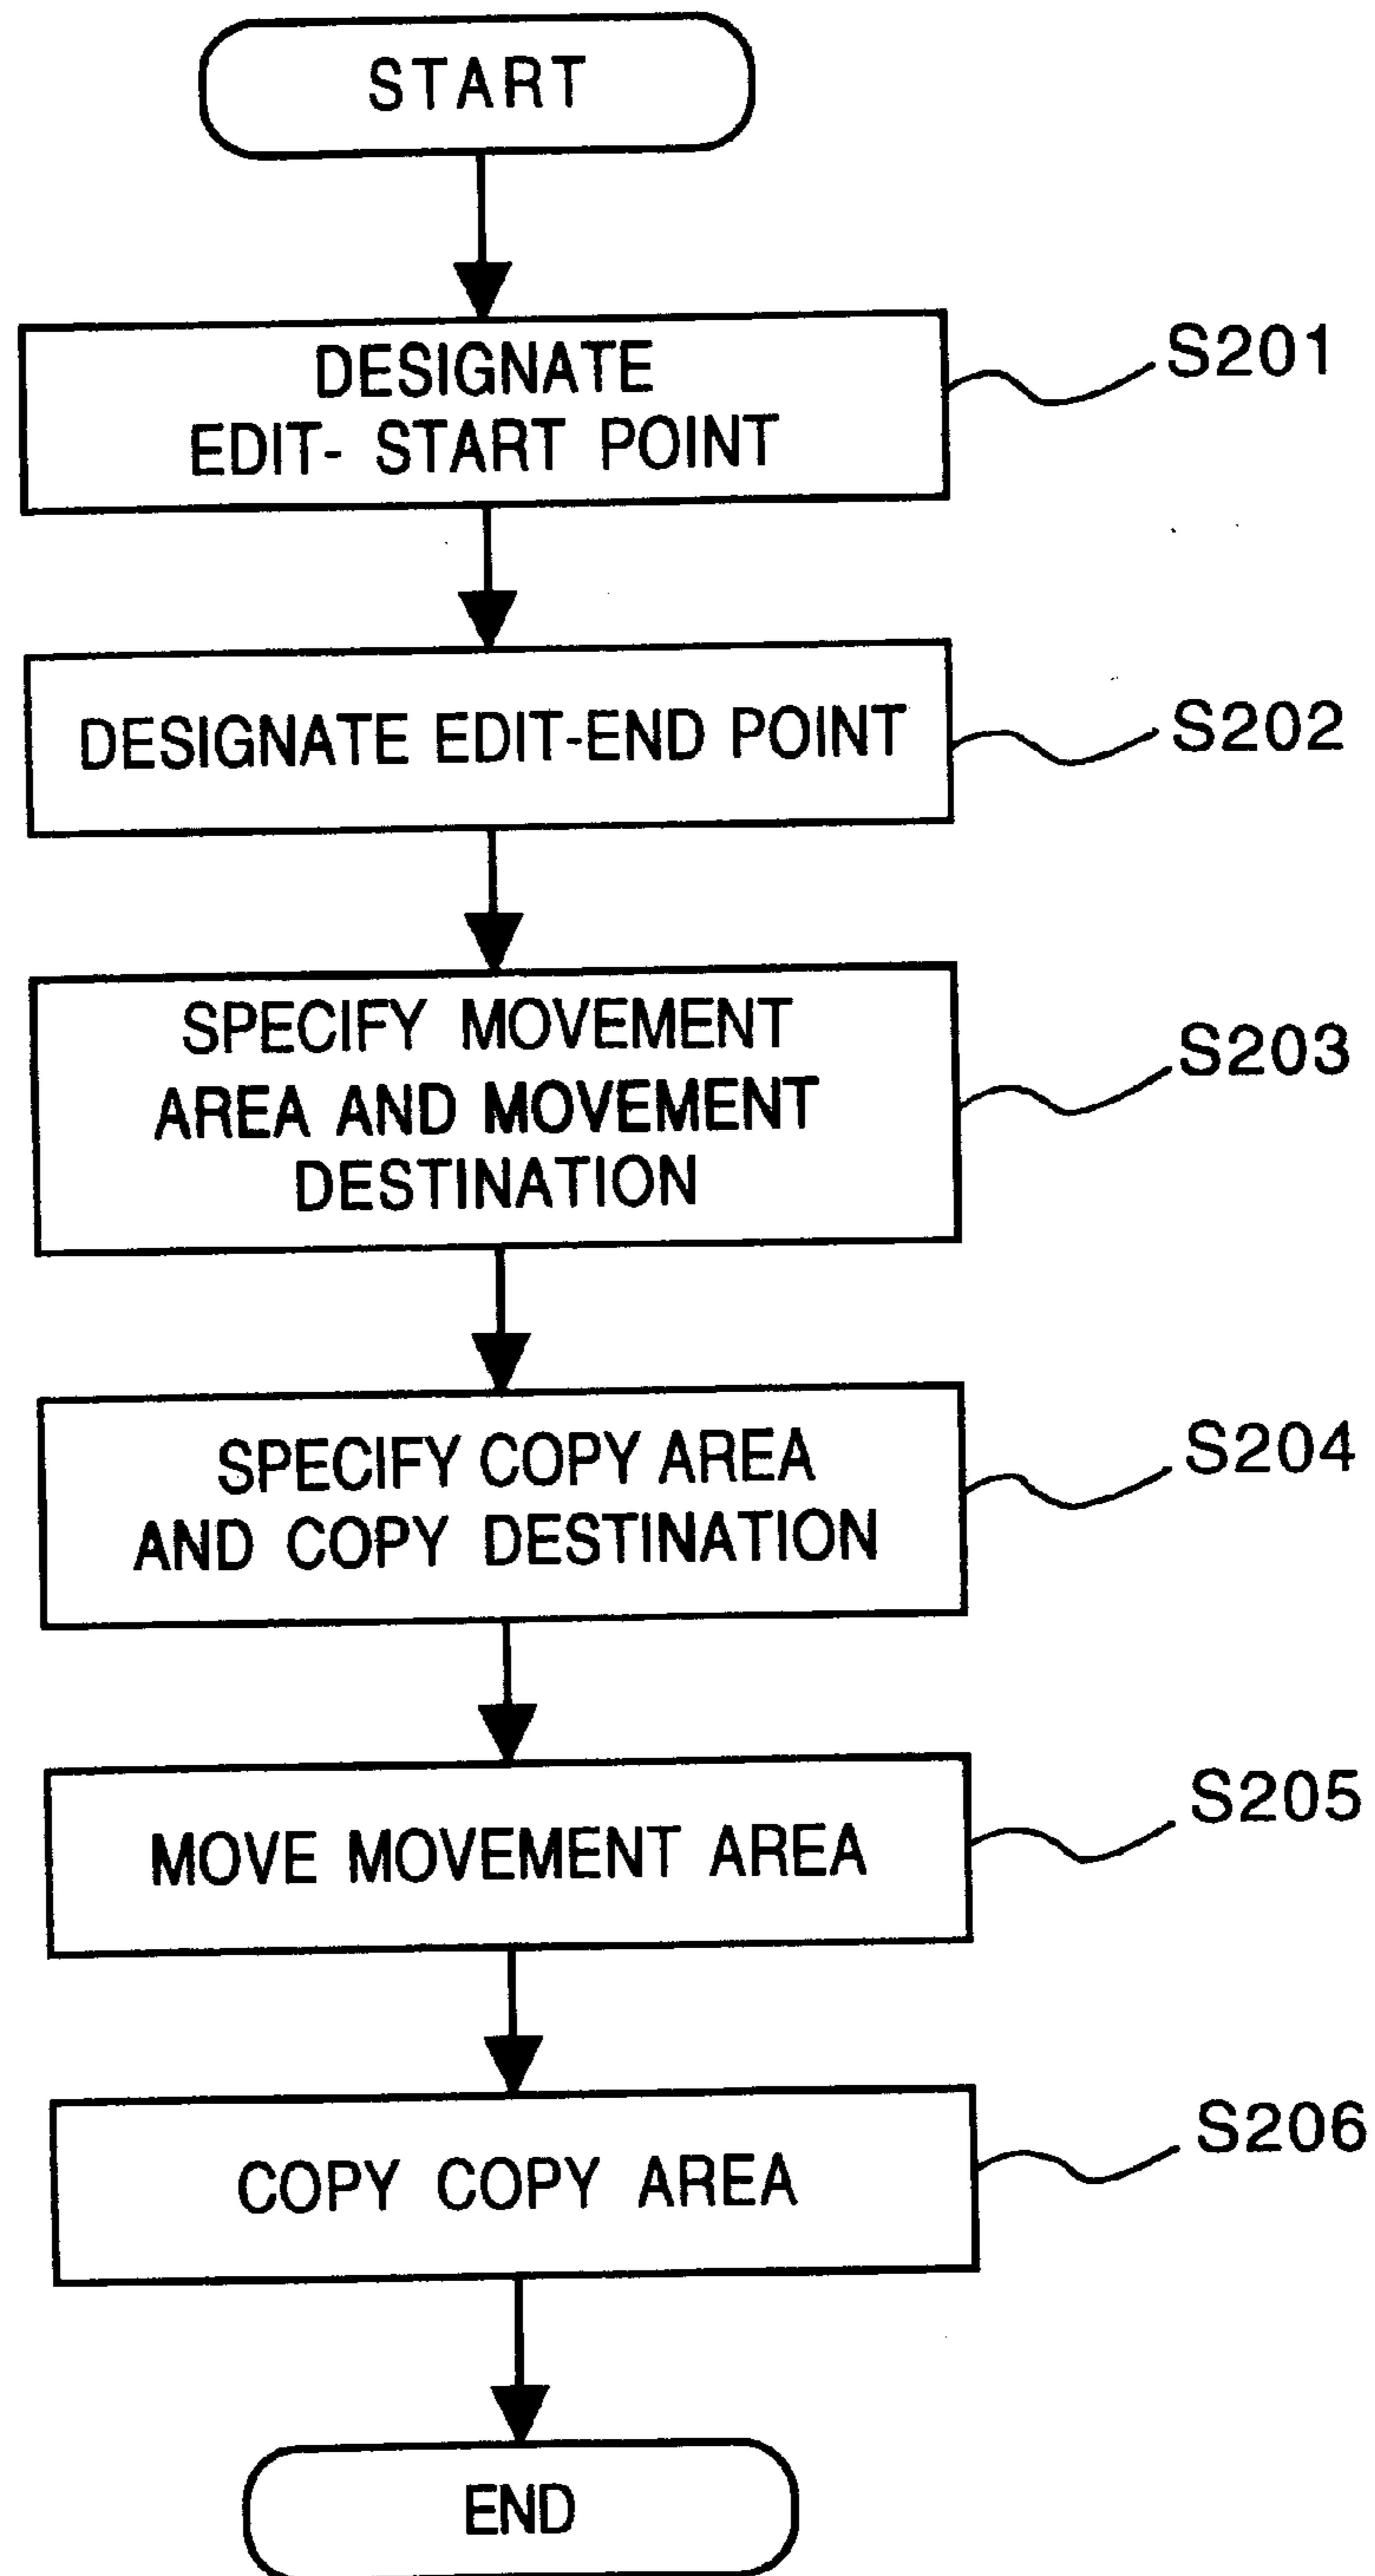 START
DESIGNATE
EDIT- START POINT
S201
DESIGNATE EDIT-END POINT
S202
SPECIFY MOVEMENT
AREA AND MOVEMENT
DESTINATION
S203
SPECIFY COPY AREA
AND COPY DESTINATION
S204
MOVE MOVEMENT AREA
S205
COPY COPY AREA
S206
END